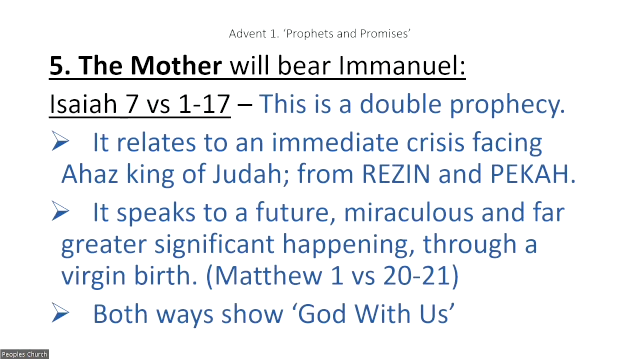 Advent 1. ‘Prophets and Promises’
5. The Mother will bear Immanuel:
Isaiah 7 vs 1-17 – This is a double prophecy.
➢ It relates to an immediate crisis facing
Ahaz king of Judah; from REZIN and PEKAH.
➢ It speaks to a future, miraculous and far
greater significant happening, through a
virgin birth. (Matthew 1 vs 20-21)
➢ Both ways show ‘God With Us’
Peoples Church